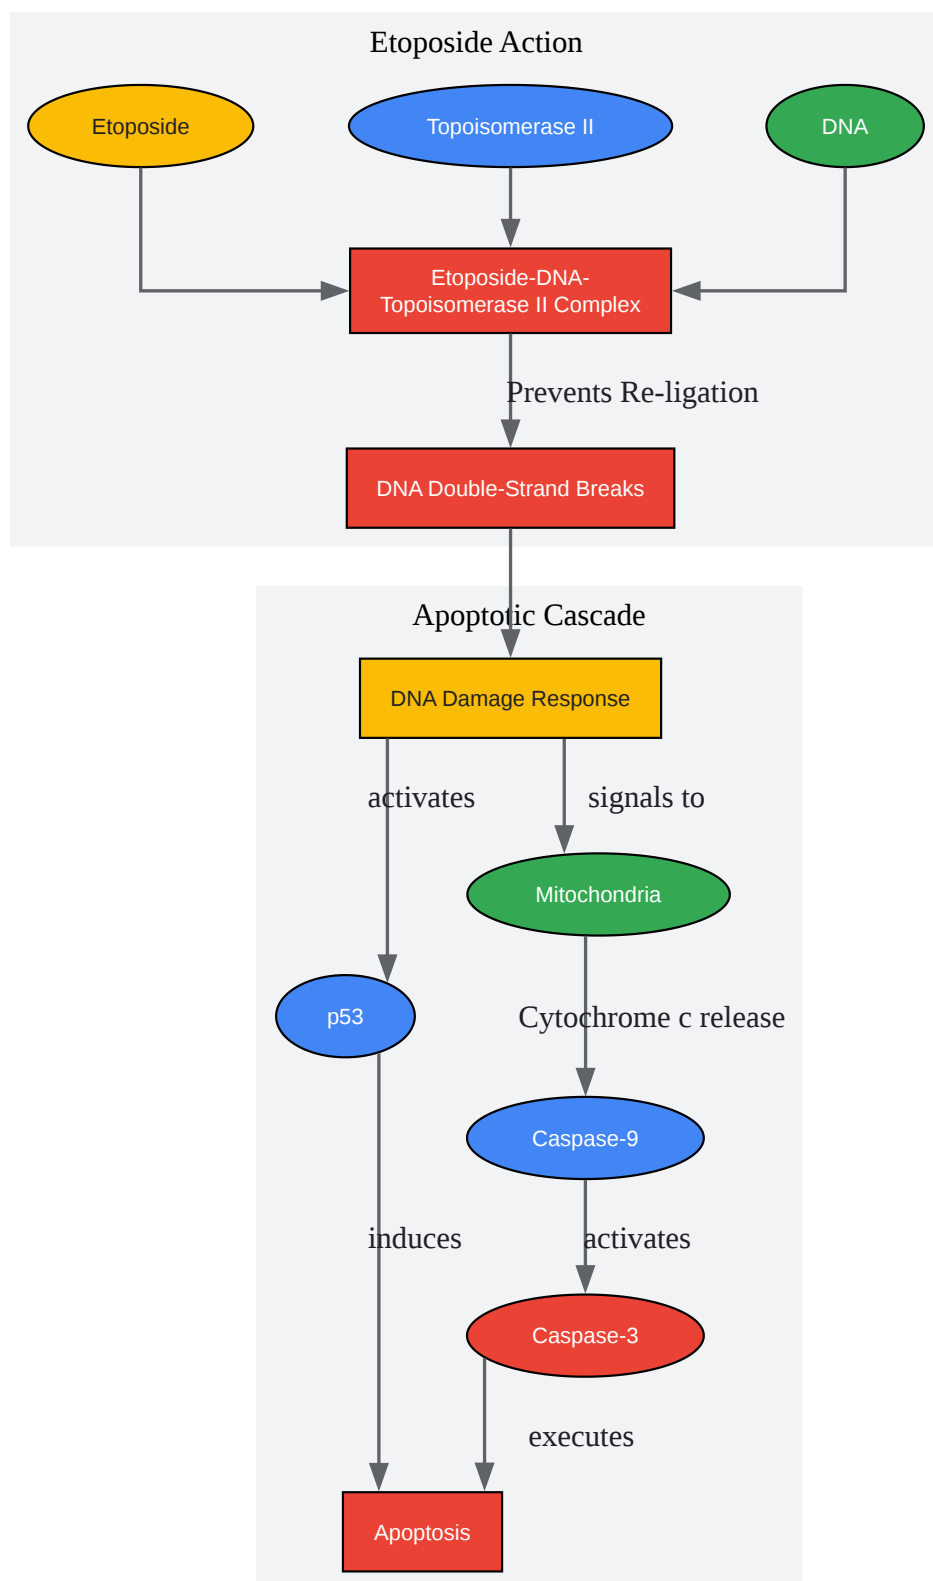 Etoposide Action
Etoposide
Topoisomerase II
DNA
Etoposide-DNA-
Topoisomerase II Complex
Prevents Re-ligation
DNA Double-Strand Breaks
Apoptotic Cascade
DNA Damage Response
activates
signals to
Mitochondria
p53
Cytochrome c release
Caspase-9
induces
activates
Caspase-3
executes
Apoptosis